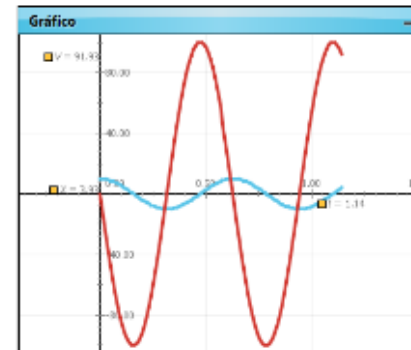 Gráfico
V = 91.93
80.00
40.00
X = 3.93
0.50
1.00
t = 1.14
40.00
80.00